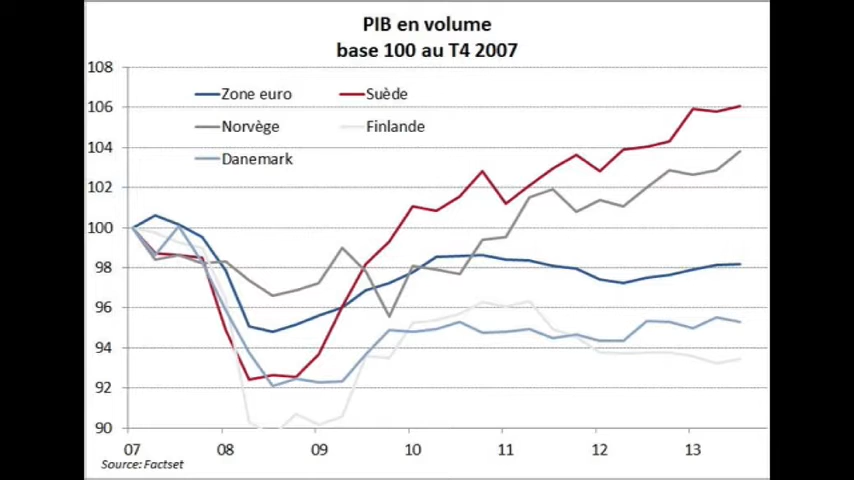 PIB en volume
base 100 au T4 2007
108
106
104
102
100
98
96
94
92
90
Zone euro
Suède
Norvège
Finlande
Danemark
07 08 09 10 11 12 13
Source: Factset